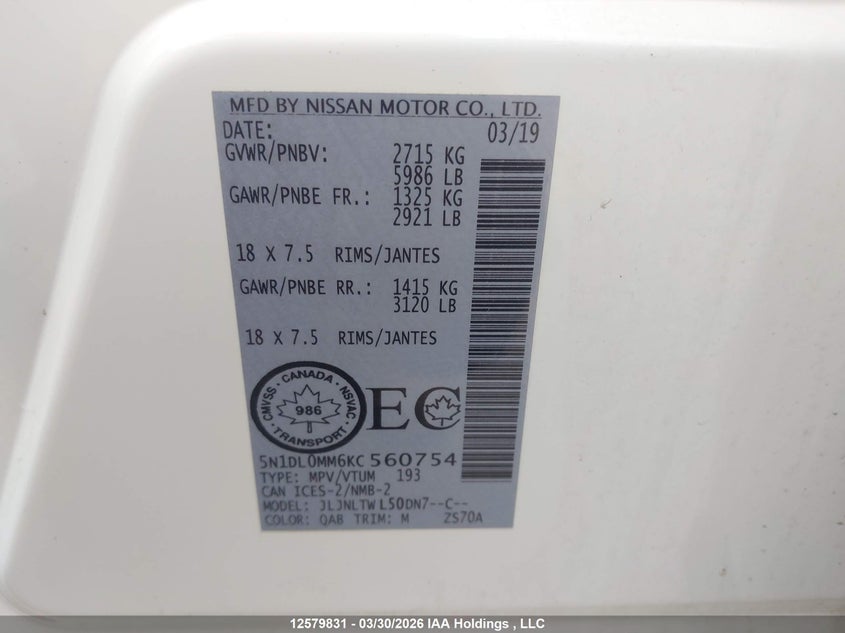 MFD BY NISSAN MOTOR CO., LTD.
DATE: 03/19
GVWR/PNBV: 2715 KG
5986 LB
GAWR/PNBE FR.: 1325 KG
2921 LB
18 X 7.5 RIMS/JANTES
GAWR/PNBE RR.: 1415 KG
3120 LB
18 X 7.5 RIMS/JANTES
CMVSS - CANADA - NSVAC
986
- TRANSPORT -
EC
5N1DL0MM6KC560754
TYPE: MPV/VTUM 193
CAN ICES-2/NMB-2
MODEL: JLJNLTW L50DN7--C--
COLOR: QAB TRIM: M ZS70A
12579831 - 03/30/2026 IAA Holdings , LLC